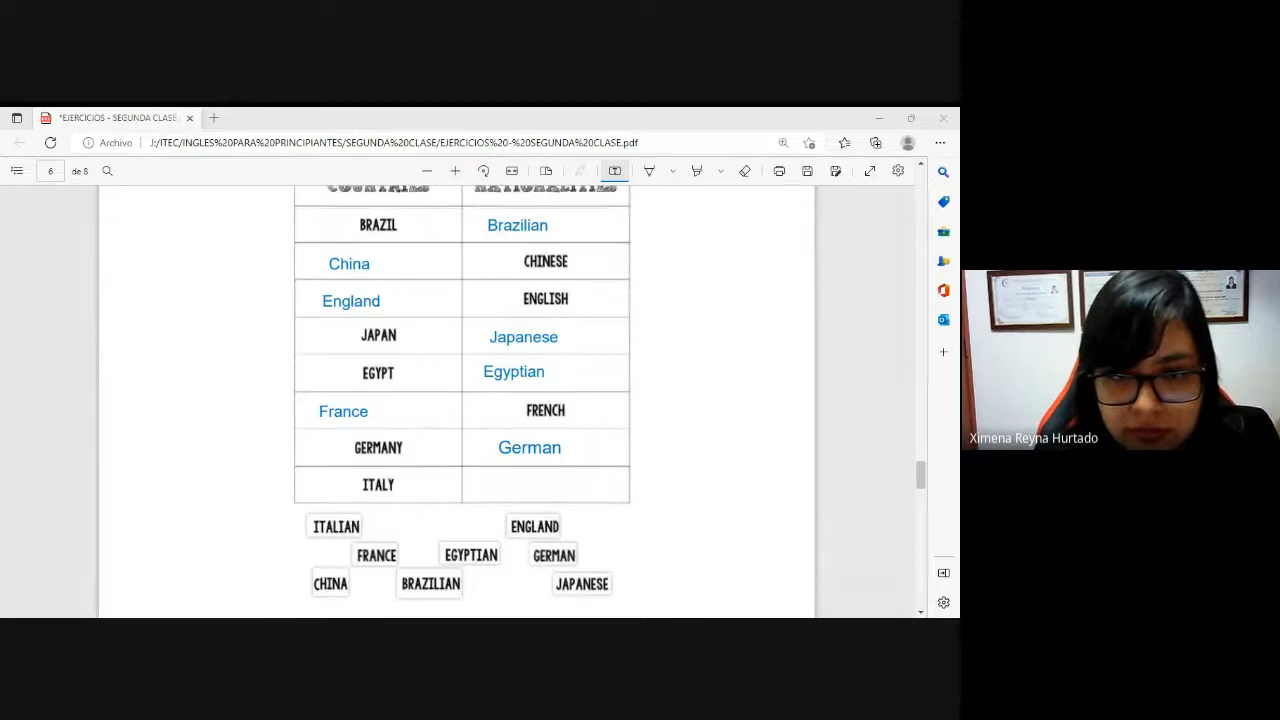 *EJERCICIOS - SEGUNDA CLASE
Archivo J:/ITEC/INGLES%20PARA%20PRINCIPIANTES/SEGUNDA%20CLASE/EJERCICIOS%20-%20SEGUNDA%20CLASE.pdf
6 de 8
COUNTRIES NATIONALITIES
BRAZIL Brazilian
China CHINESE
England ENGLISH
JAPAN Japanese
EGYPT Egyptian
France FRENCH
GERMANY German
ITALY
ITALIAN ENGLAND
FRANCE EGYPTIAN GERMAN
CHINA BRAZILIAN JAPANESE
Ximena Reyna Hurtado